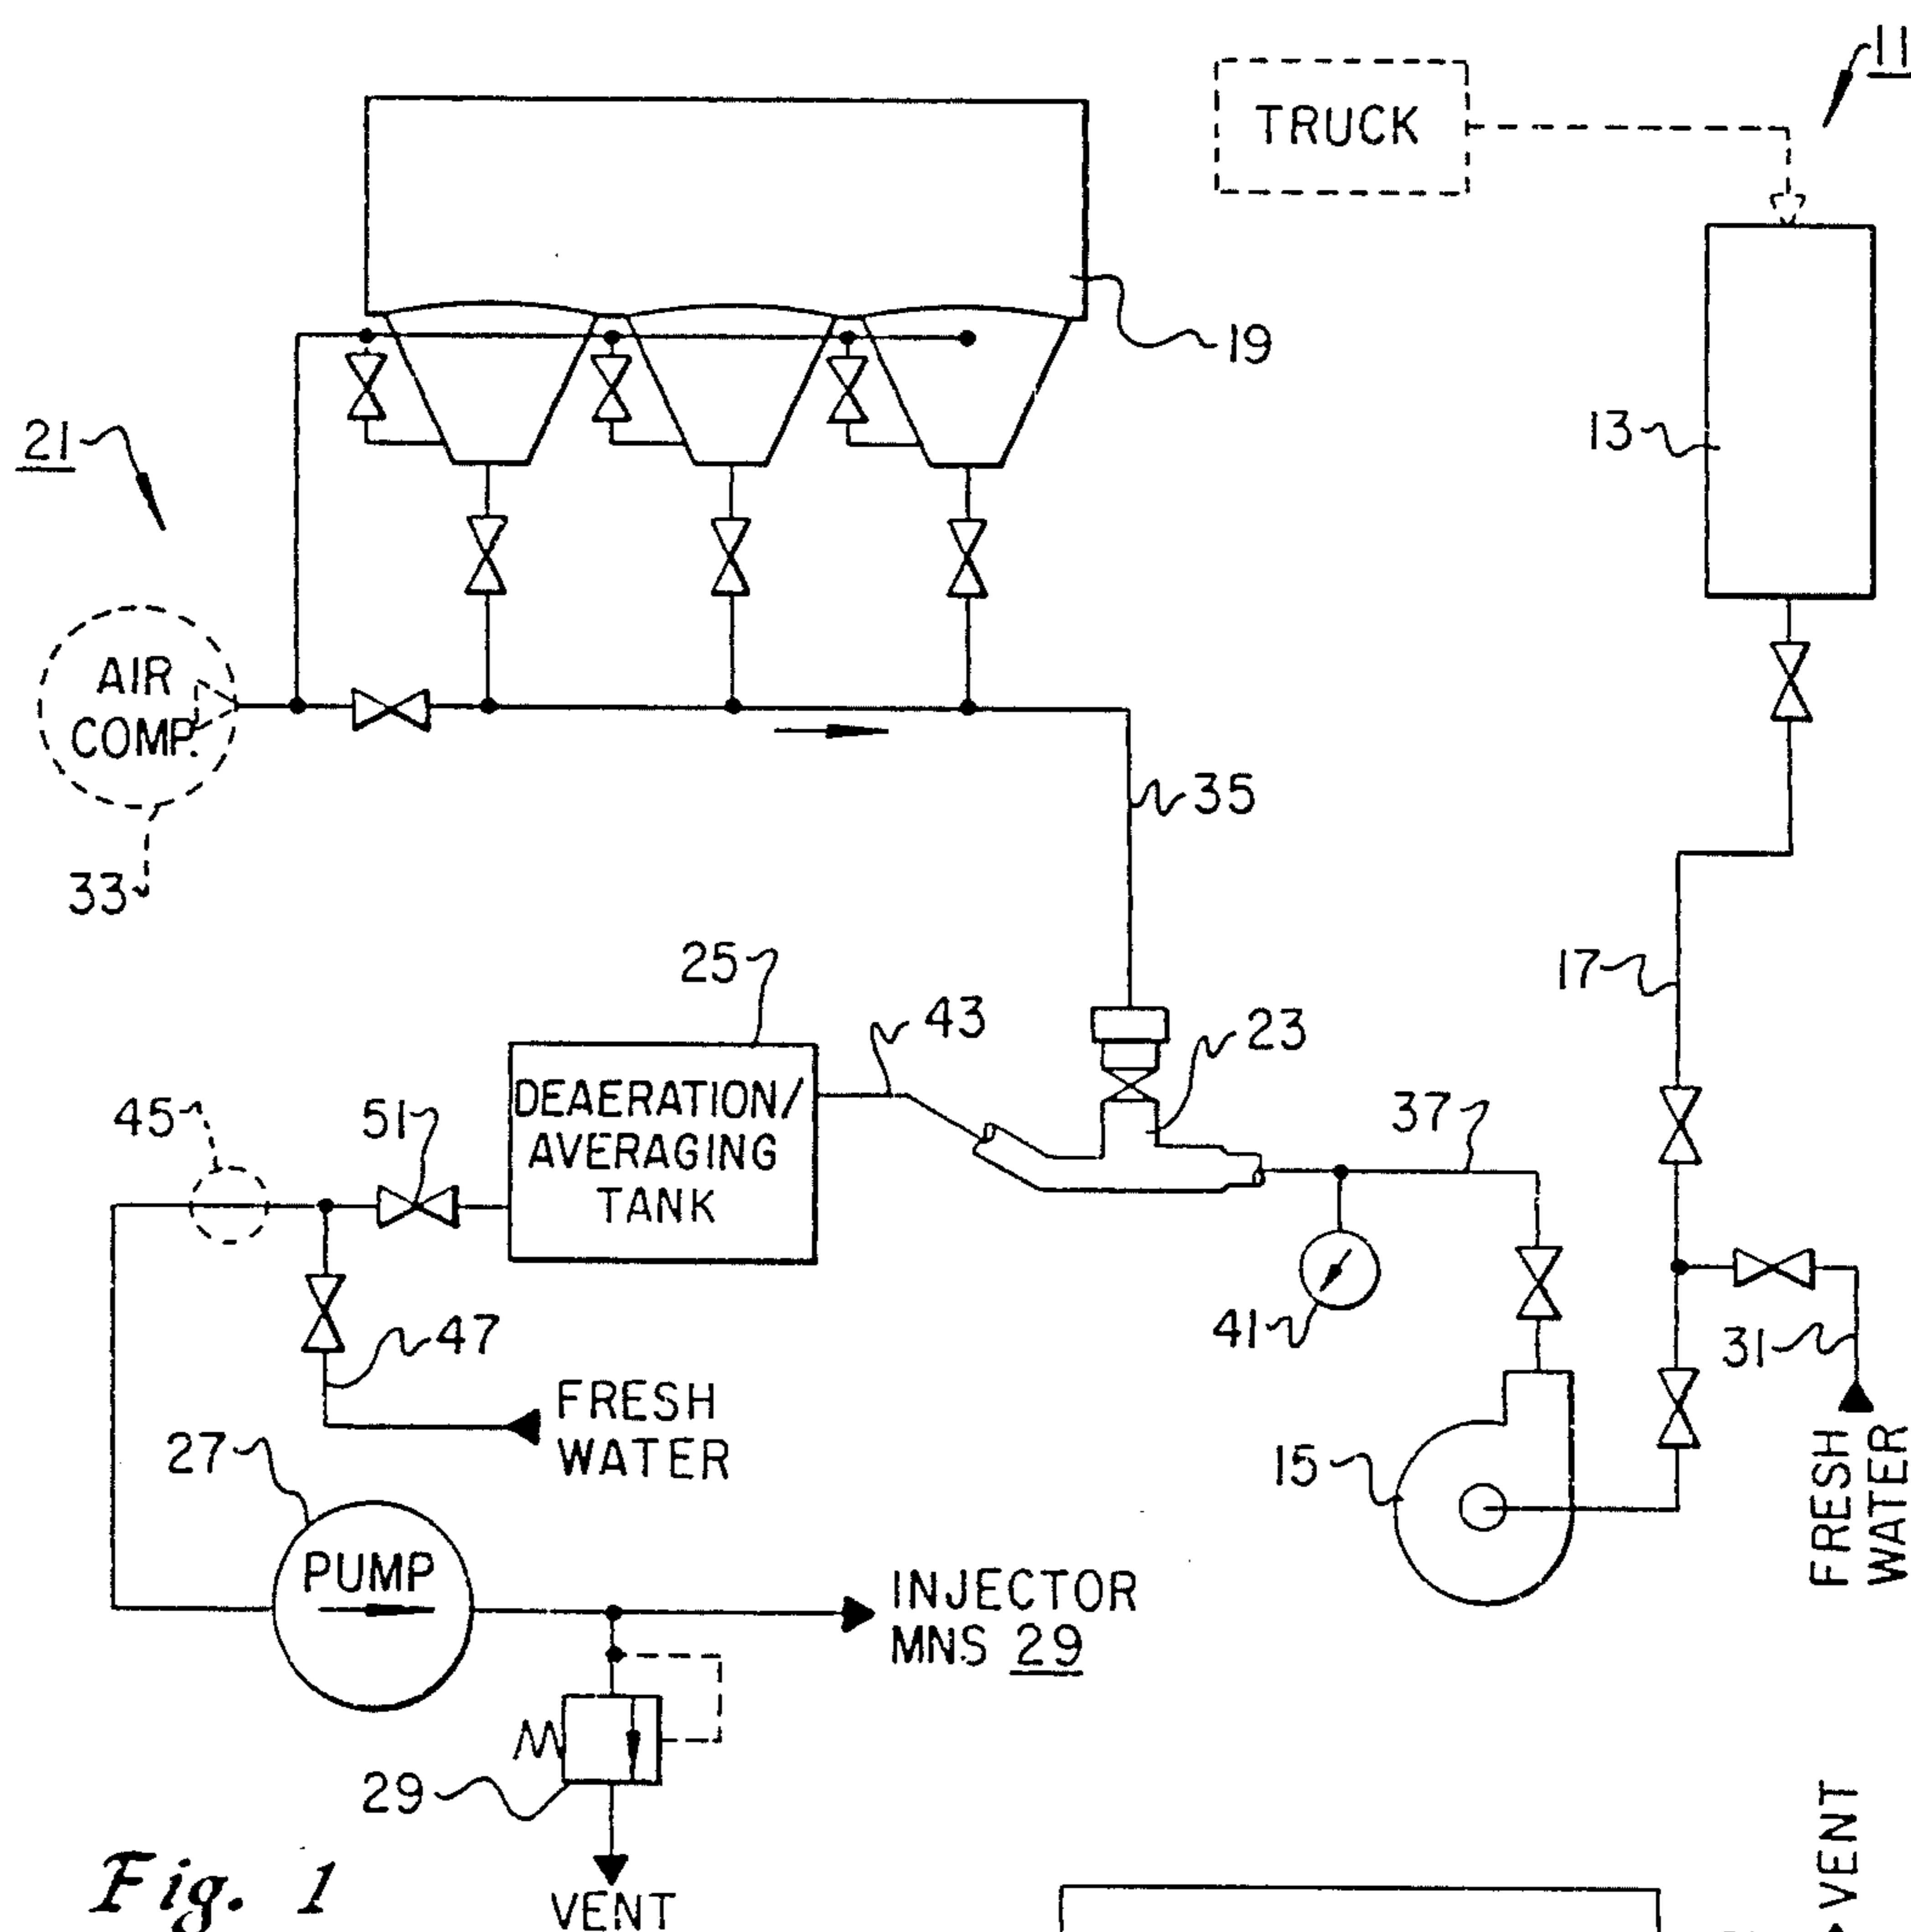 11
TRUCK
19
13
21
AIR
COMP.
33
35
17
25
43
23
37
45
51
DEAERATION/
AVERAGING
TANK
41
31
47
FRESH
WATER
FRESH
WATER
27
15
PUMP
INJECTOR
MNS 29
29
VENT
VENT
Fig. 1